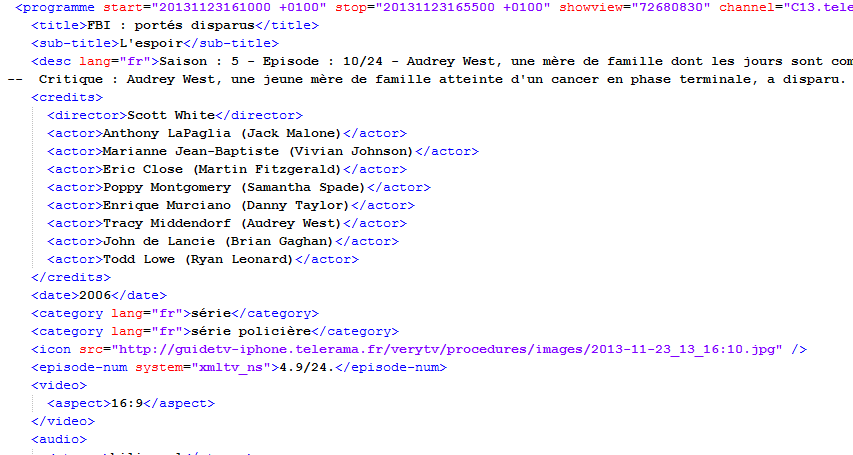 <programme start="20131123161000 +0100" stop="20131123165500 +0100" showview="72680830" channel="C13.tele
<title>FBI : portés disparus</title>
<sub-title>L'espoir</sub-title>
<desc lang="fr">Saison : 5 - Episode : 10/24 - Audrey West, une mère de famille dont les jours sont com
-- Critique : Audrey West, une jeune mère de famille atteinte d'un cancer en phase terminale, a disparu.
<credits>
<director>Scott White</director>
<actor>Anthony LaPaglia (Jack Malone)</actor>
<actor>Marianne Jean-Baptiste (Vivian Johnson)</actor>
<actor>Eric Close (Martin Fitzgerald)</actor>
<actor>Poppy Montgomery (Samantha Spade)</actor>
<actor>Enrique Murciano (Danny Taylor)</actor>
<actor>Tracy Middendorf (Audrey West)</actor>
<actor>John de Lancie (Brian Gaghan)</actor>
<actor>Todd Lowe (Ryan Leonard)</actor>
</credits>
<date>2006</date>
<category lang="fr">série</category>
<category lang="fr">série policière</category>
<icon src="http://guidetv-iphone.telerama.fr/verytv/procedures/images/2013-11-23_13_16:10.jpg" />
<episode-num system="xmltv_ns">4.9/24.</episode-num>
<video>
<aspect>16:9</aspect>
</video>
<audio>